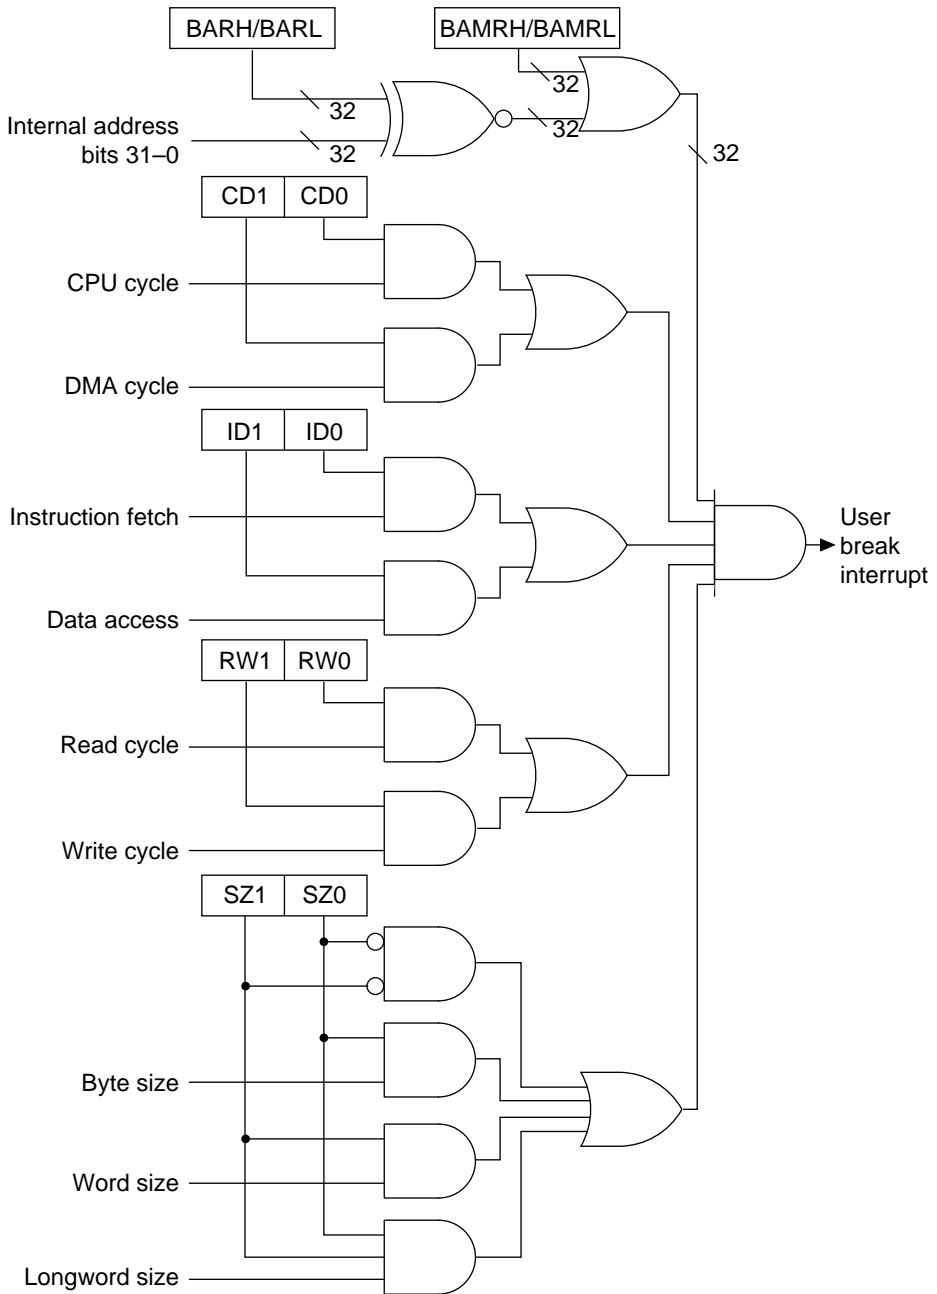 BARH/BARL
BAMRH/BAMRL
32
32
32
32
Internal address
bits 31–0
32
CD1 CD0
CPU cycle
DMA cycle
ID1 ID0
Instruction fetch
User
break
interrupt
Data access
RW1 RW0
Read cycle
Write cycle
SZ1 SZ0
Byte size
Word size
Longword size